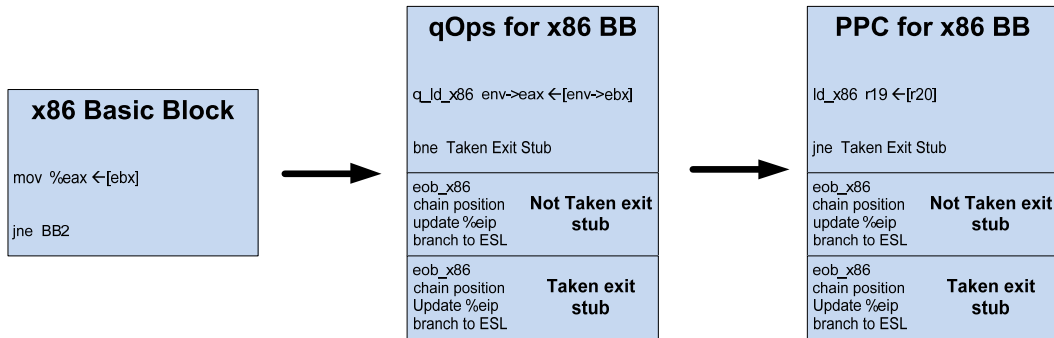 x86 Basic Block
mov %eax ←[ebx]
jne BB2
qOps for x86 BB
q_ld_x86 env->eax ←[env->ebx]
bne Taken Exit Stub
eob_x86
chain position
update %eip
branch to ESL
Not Taken exit
stub
eob_x86
chain position
Update %eip
branch to ESL
Taken exit
stub
PPC for x86 BB
ld_x86 r19 ←[r20]
jne Taken Exit Stub
eob_x86
chain position
update %eip
branch to ESL
Not Taken exit
stub
eob_x86
chain position
Update %eip
branch to ESL
Taken exit
stub